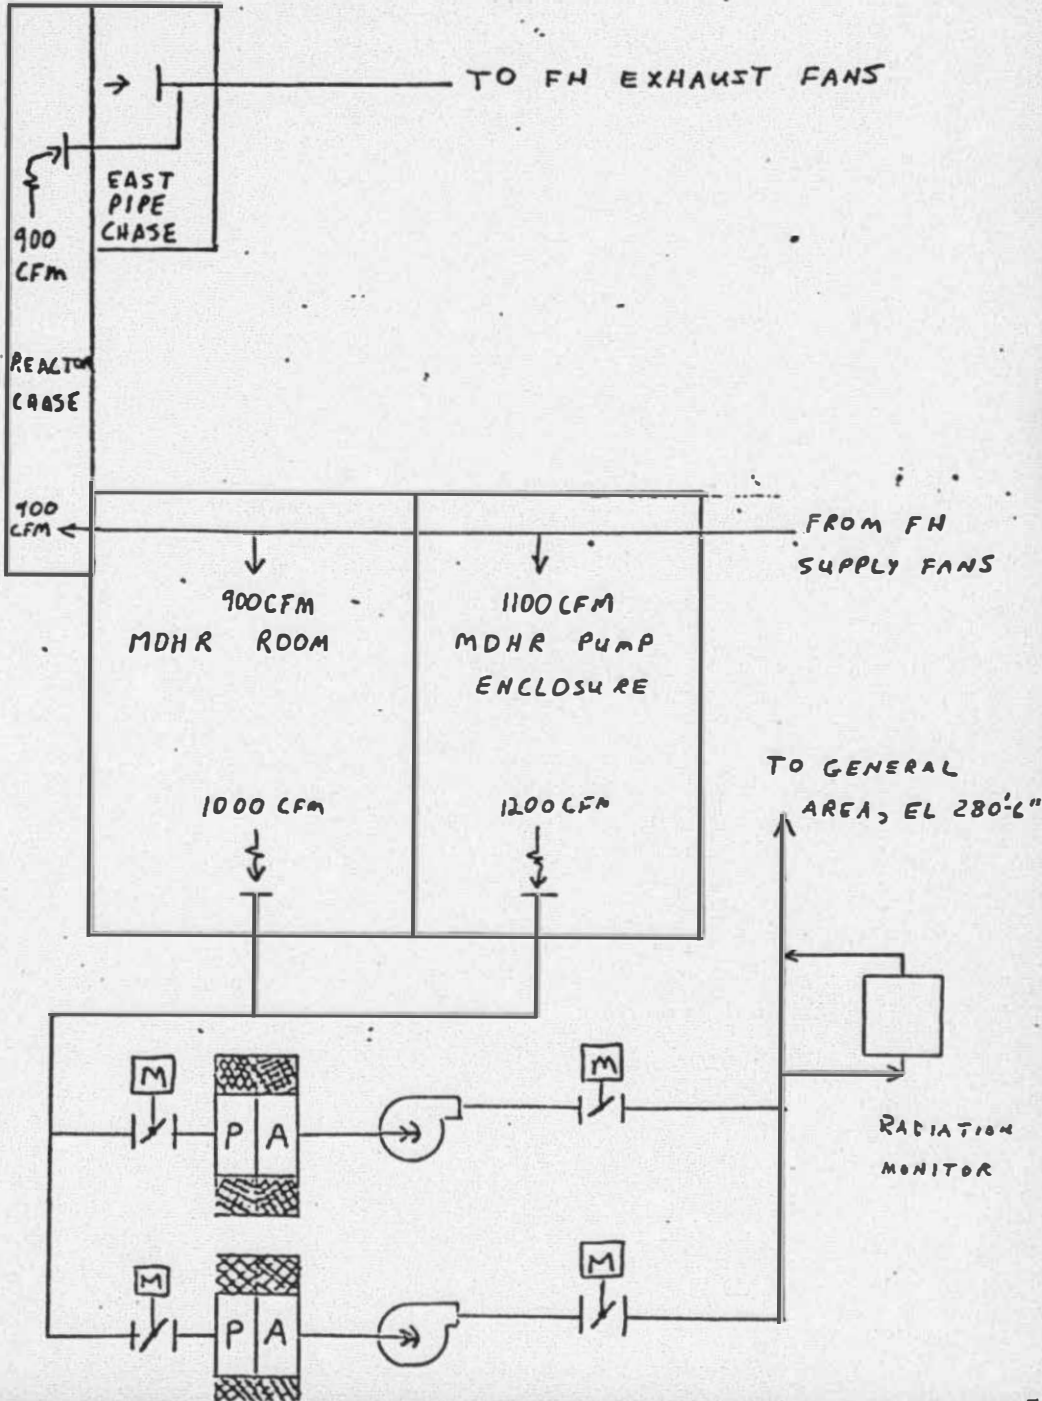 TO FH EXHAUST FANS
EAST
PIPE
CHASE
900
CFM
REACTOR
CHASE
900
CFM
FROM FH
SUPPLY FANS
900 CFM
MDHR ROOM
1100 CFM
MDHR PUMP
ENCLOSURE
TO GENERAL
AREA, EL 280'-6"
1000 CFM
1200 CFM
M
M
P A
RADIATION
MONITOR
M
M
P A